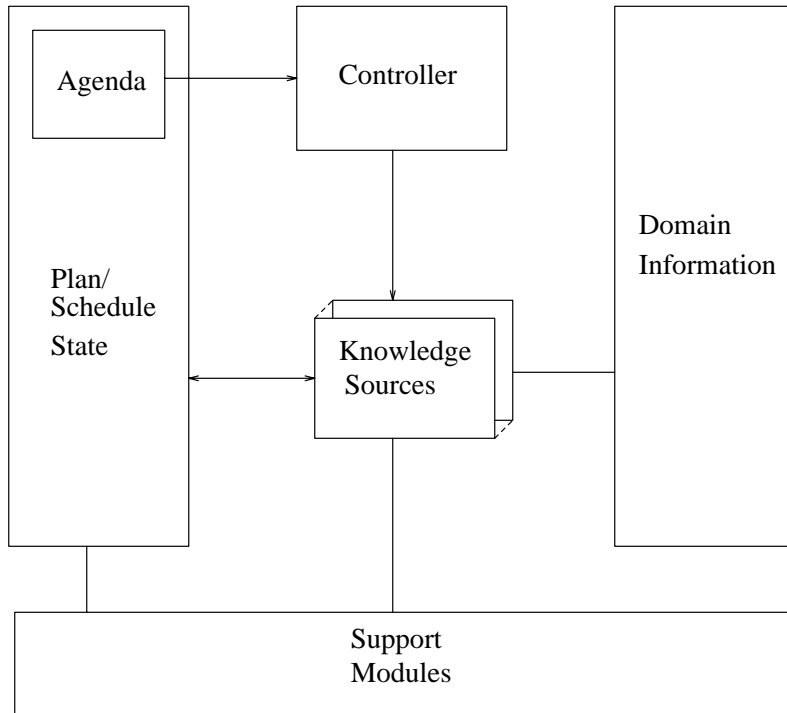 Agenda
Controller
Domain
Information
Plan/
Schedule
State
Knowledge
Sources
Support
Modules